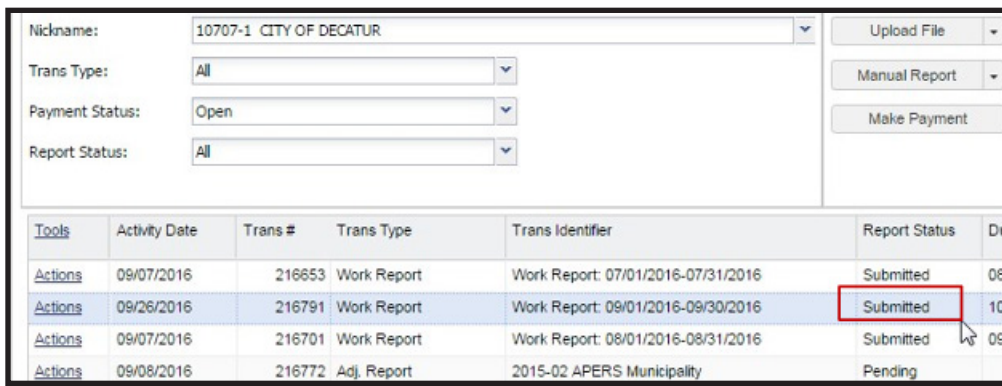 Nickname: 10707-1 CITY OF DECATUR Upload File
Trans Type: All Manual Report
Payment Status: Open Make Payment
Report Status: All
Tools Activity Date Trans # Trans Type Trans Identifier Report Status
Actions 09/07/2016 216653 Work Report Work Report: 07/01/2016-07/31/2016 Submitted 08
Actions 09/26/2016 216791 Work Report Work Report: 09/01/2016-09/30/2016 Submitted 10
Actions 09/07/2016 216701 Work Report Work Report: 08/01/2016-08/31/2016 Submitted 09
Actions 09/08/2016 216772 Adj. Report 2015-02 APERS Municipality Pending